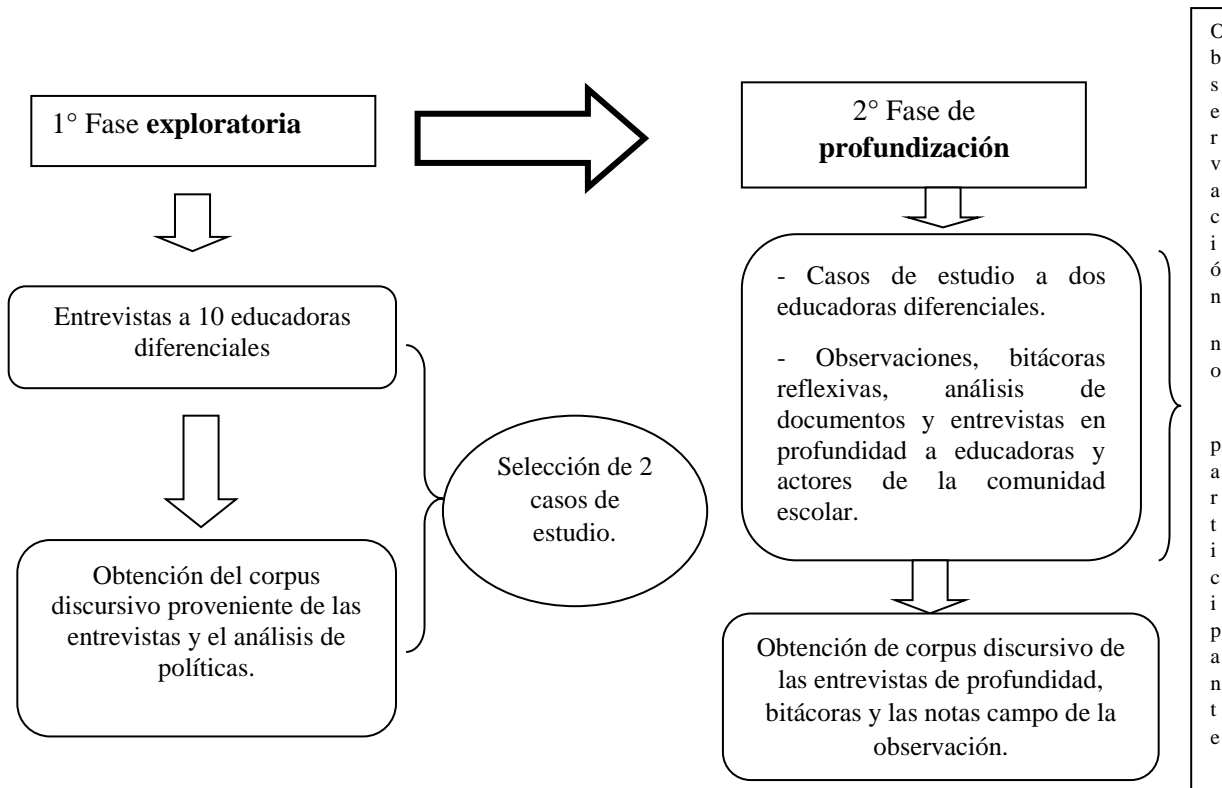 1° Fase exploratoria
Entrevistas a 10 educadoras
diferenciales
Obtención del corpus
discursivo proveniente de las
entrevistas y el análisis de
políticas.
Selección de 2
casos de
estudio.
2° Fase de
profundización
- Casos de estudio a dos
educadoras diferenciales.
- Observaciones, bitácoras
reflexivas, análisis de
documentos y entrevistas en
profundidad a educadoras y
actores de la comunidad
escolar.
Obtención de corpus discursivo de
las entrevistas de profundidad,
bitácoras y las notas campo de la
observación.
Observación no participante